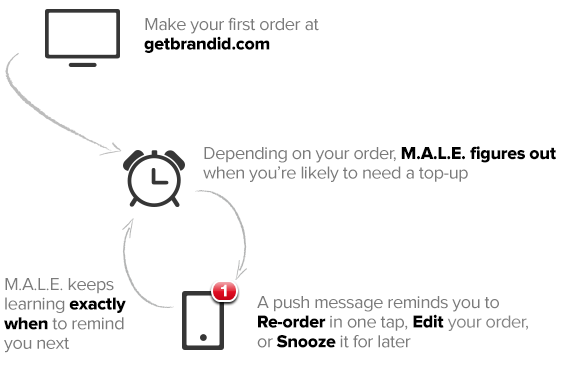 Make your first order at
getbrandid.com
Depending on your order, M.A.L.E. figures out
when you're likely to need a top-up
1
A push message reminds you to
Re-order in one tap, Edit your order,
or Snooze it for later
M.A.L.E. keeps
learning exactly
when to remind
you next